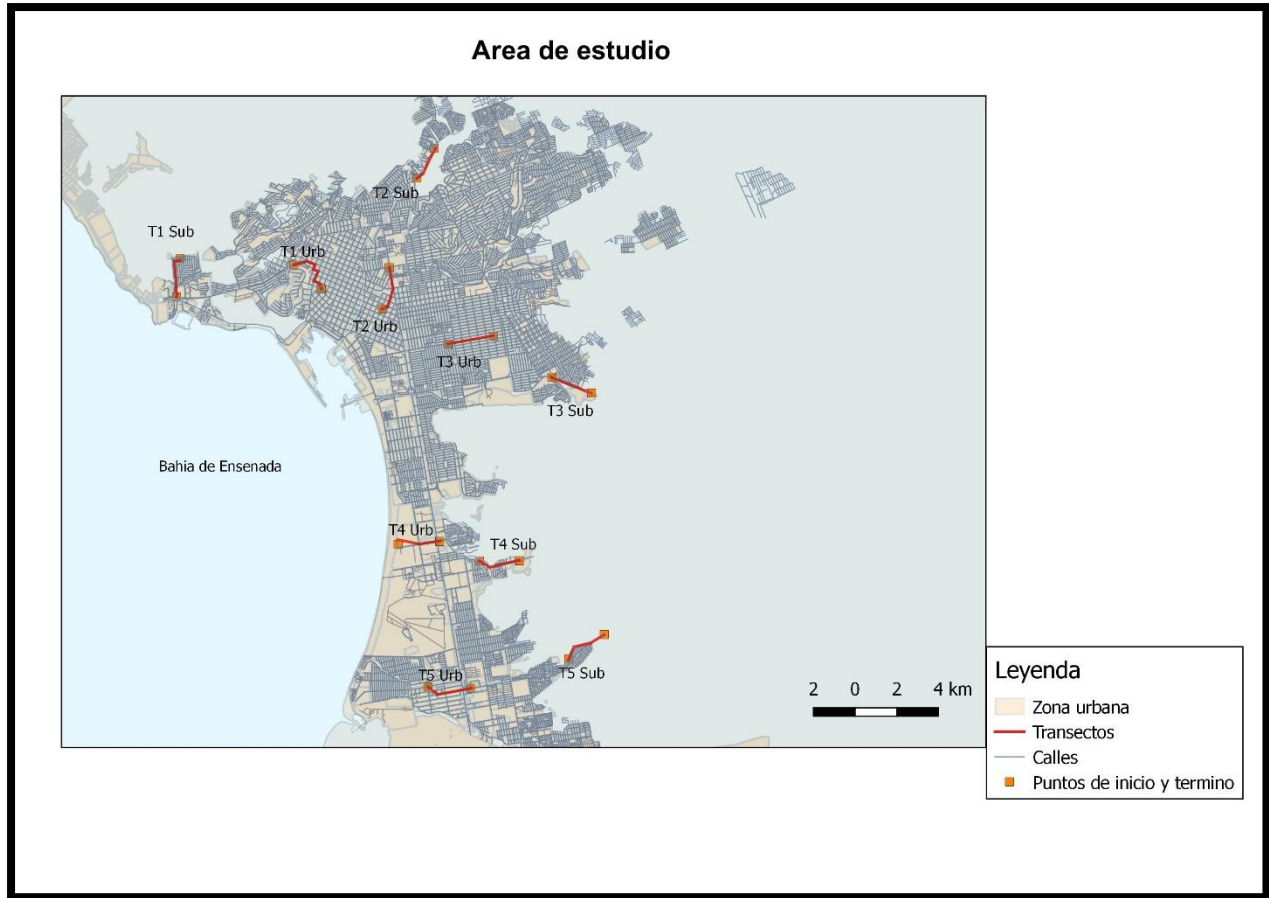 Area de estudio
T2 Sub
T1 Sub
T1 Urb
T2 Urb
T3 Urb
T3 Sub
Bahia de Ensenada
T4 Urb
T4 Sub
T5 Sub
T5 Urb
2 0 2 4 km
Leyenda
Zona urbana
Transectos
Calles
Puntos de inicio y termino